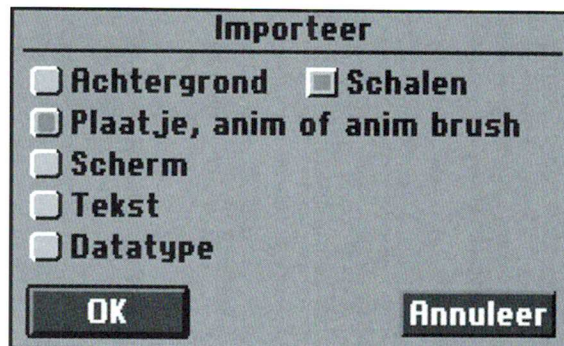 Importeer
Achtergrond Schalen
Plaatje, anim of anim brush
Scherm
Tekst
Datatype
OK Annuleer